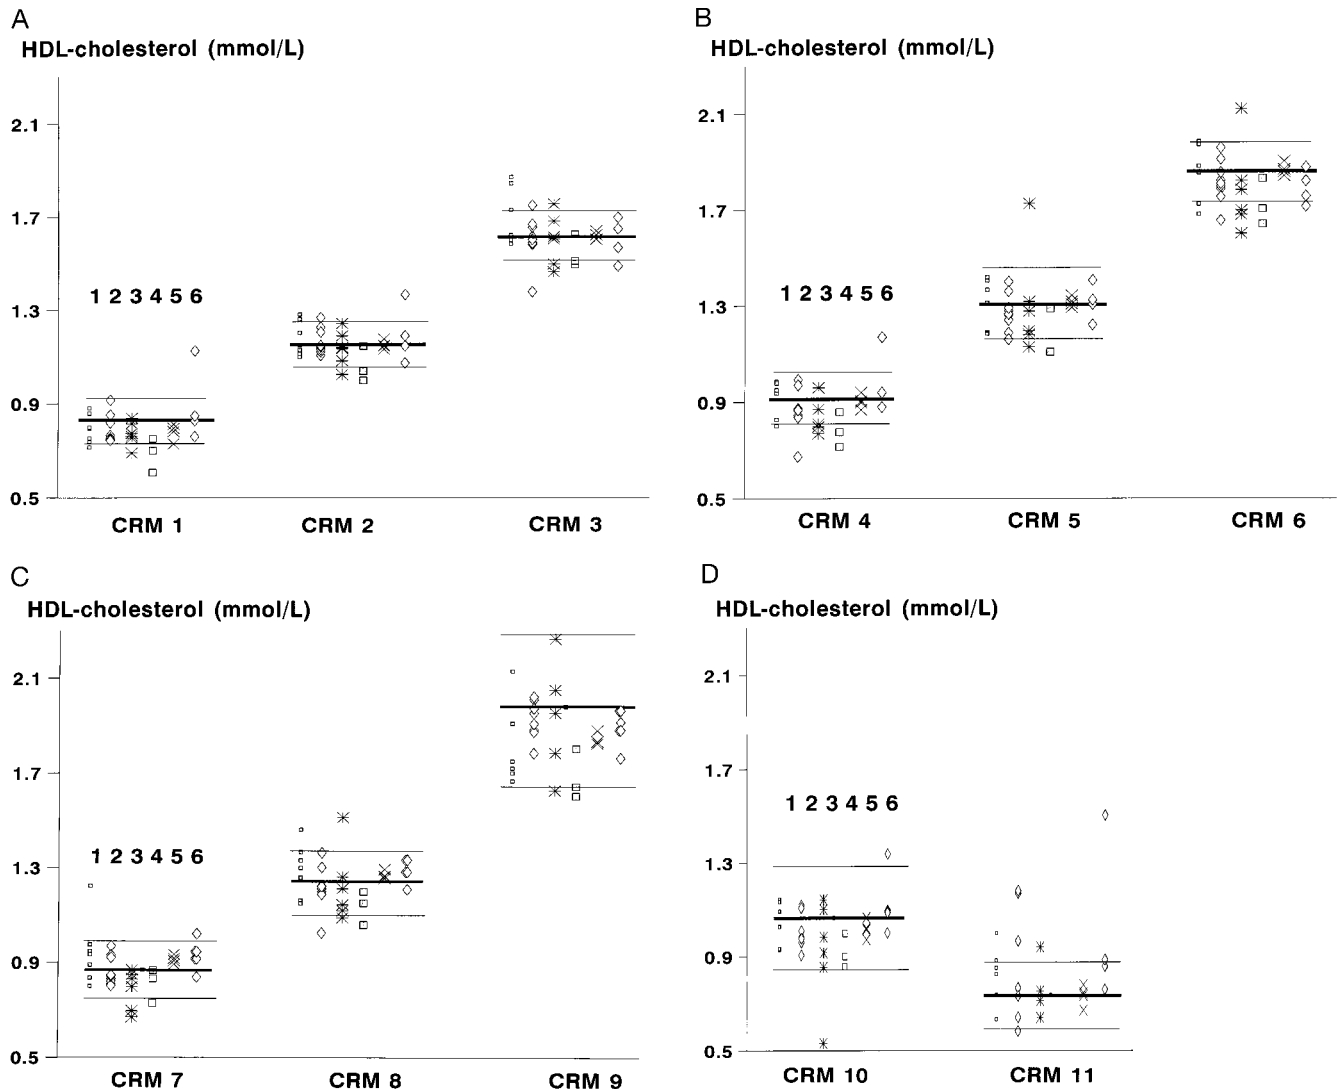 A
HDL-cholesterol (mmol/L)
2.1
1.7
1.3
0.9
0.5
1 2 3 4 5 6
CRM 1
CRM 2
CRM 3
B
HDL-cholesterol (mmol/L)
2.1
1.7
1.3
0.9
0.5
1 2 3 4 5 6
CRM 4
CRM 5
CRM 6
C
HDL-cholesterol (mmol/L)
2.1
1.7
1.3
0.9
0.5
1 2 3 4 5 6
CRM 7
CRM 8
CRM 9
D
HDL-cholesterol (mmol/L)
2.1
1.7
1.3
0.9
0.5
1 2 3 4 5 6
CRM 10
CRM 11